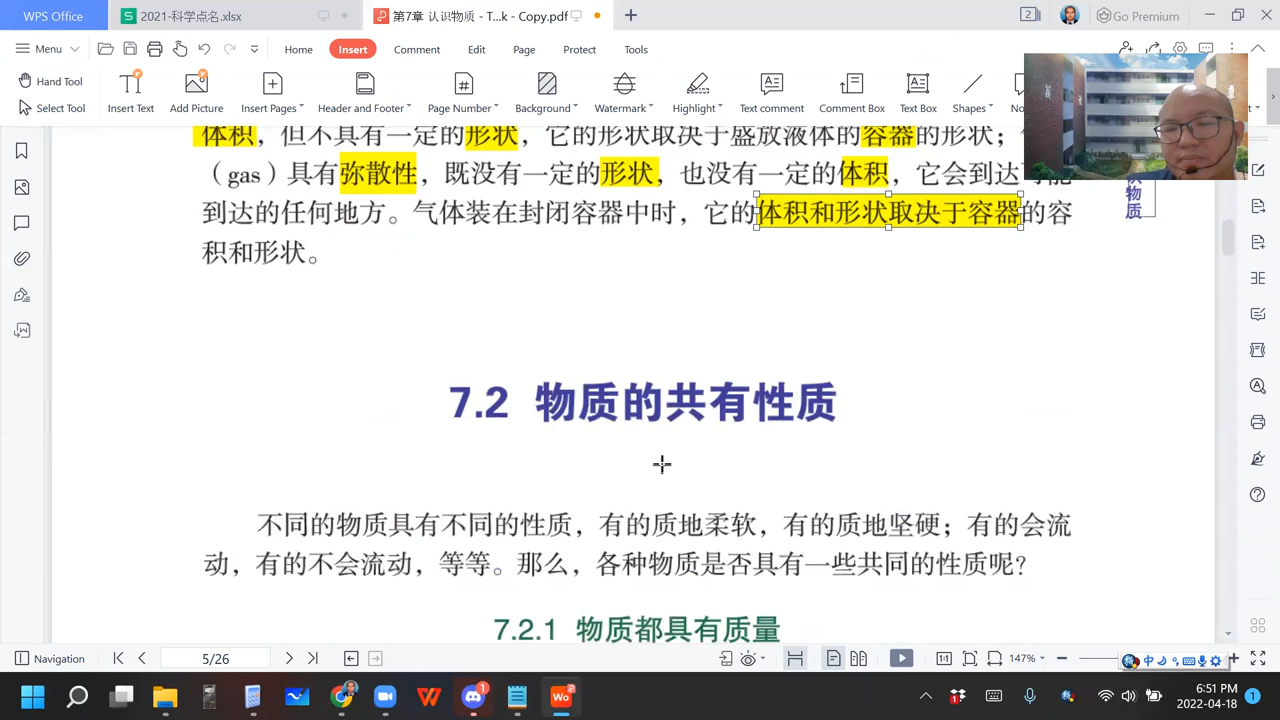 WPS Office
2021-科学点名.xlsx
第7章 认识物质 - T...k - Copy.pdf
2
Go Premium
Menu
Home
Insert
Comment
Edit
Page
Protect
Tools
Hand Tool
Select Tool
Insert Text
Add Picture
Insert Pages
Header and Footer
Page Number
Background
Watermark
Highlight
Text comment
Comment Box
Text Box
Shapes
体积，但不具有一定的形状，它的形状取决于盛放液体的容器的形状；
（gas）具有弥散性，既没有一定的形状，也没有一定的体积，它会到达
到达的任何地方。气体装在封闭容器中时，它的体积和形状取决于容器的容
积和形状。
物质
7.2 物质的共有性质
不同的物质具有不同的性质，有的质地柔软，有的质地坚硬；有的会流
动，有的不会流动，等等。那么，各种物质是否具有一些共同的性质呢？
7.2.1 物质都具有质量
Navigation
5/26
1:1
147%
中
6:51 PM
2022-04-18
1